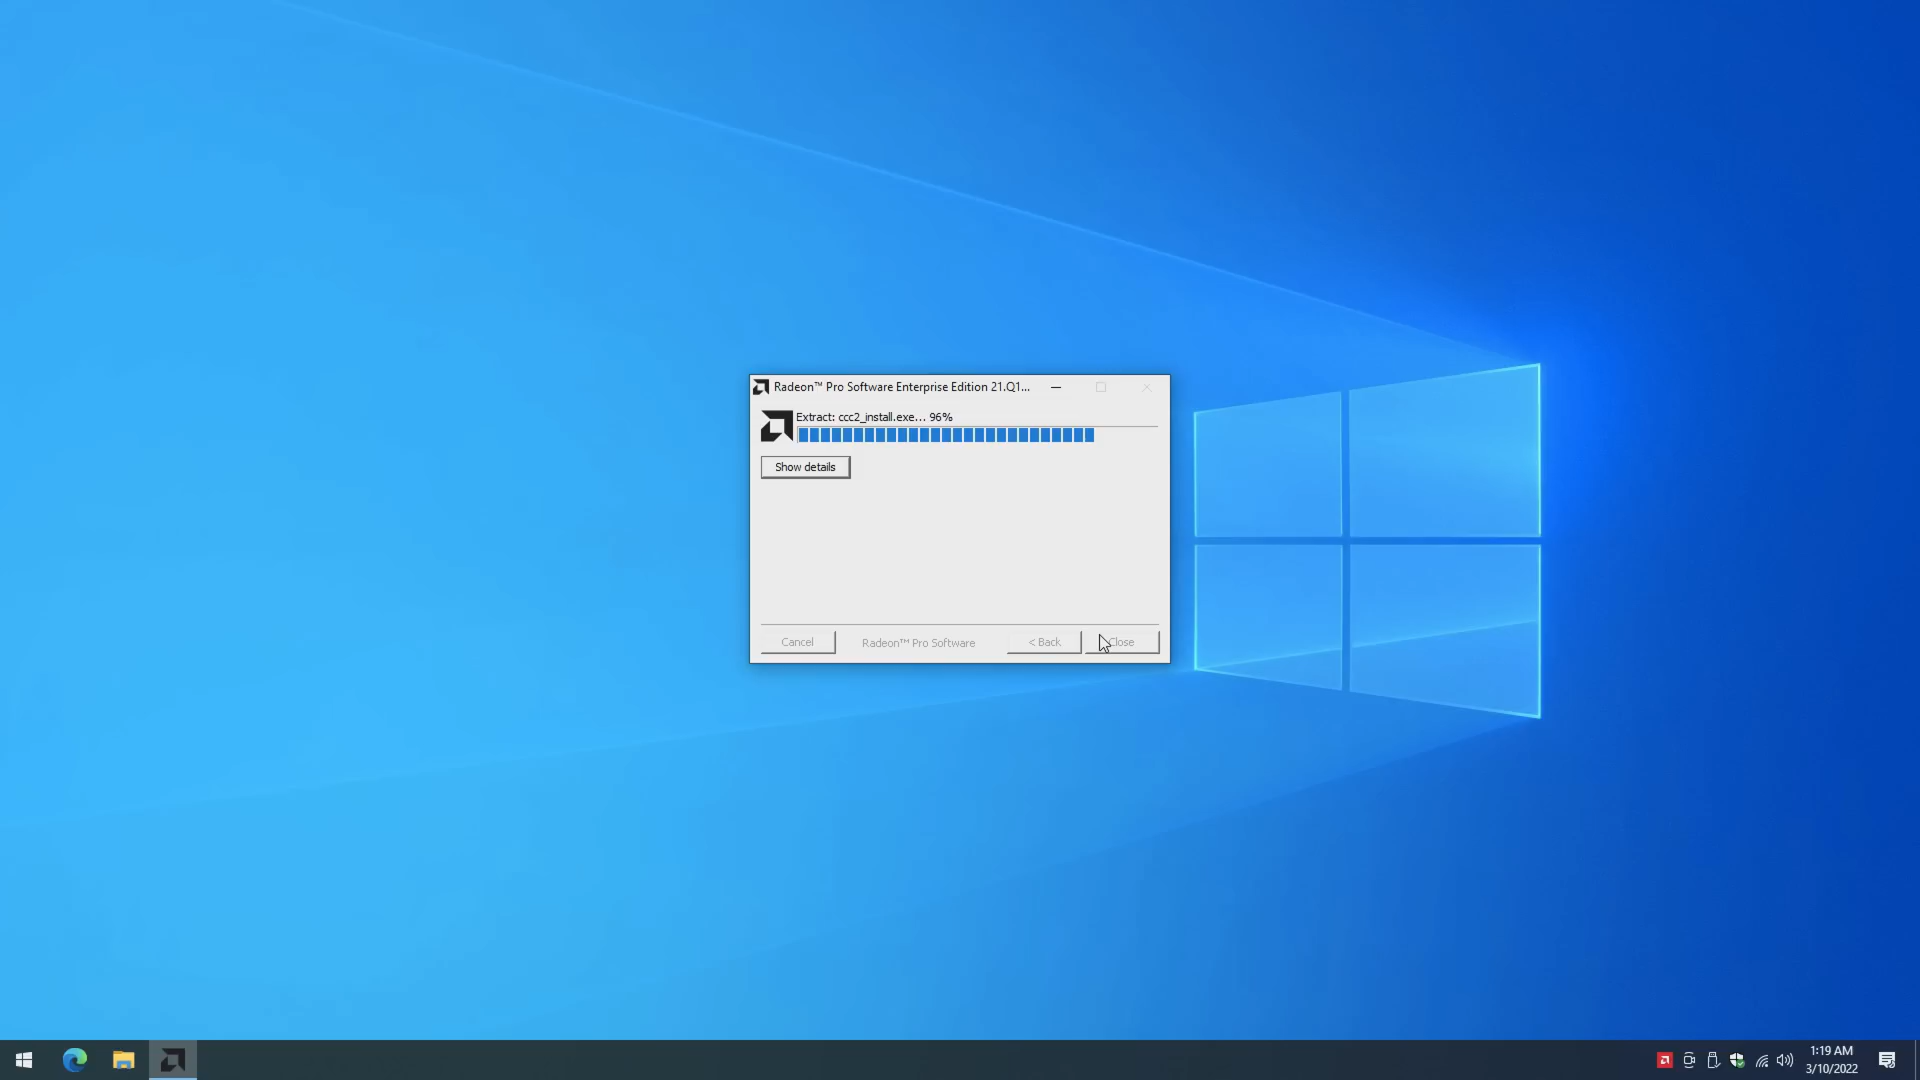 Radeon™ Pro Software Enterprise Edition 21.Q1...
Extract: ccc2_install.exe... 96%
Show details
Cancel
Radeon™ Pro Software
< Back
Close
1:19 AM
3/10/2022